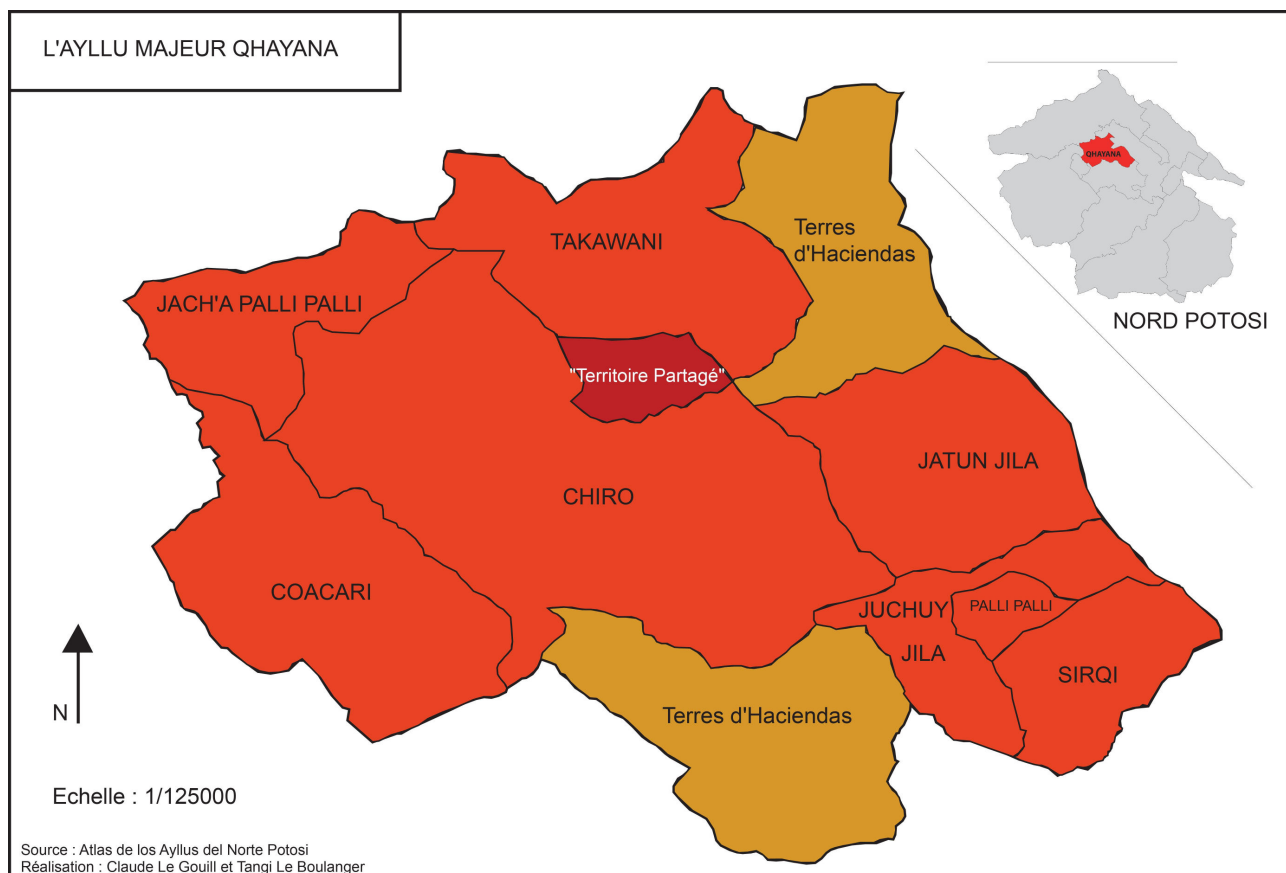 L'AYLLU MAJEUR QHAYANA
QHAYANA
NORD POTOSI
TAKAWANI
Terres
d'Haciendas
JACH'A PALLI PALLI
"Territoire Partagé"
JATUN JILA
CHIRO
COACARI
JUCHUY
JILA
PALLI PALLI
SIRQI
Terres d'Haciendas
N
Echelle : 1/125000
Source : Atlas de los Ayllus del Norte Potosi
Réalisation : Claude Le Gouill et Tangi Le Boulanger